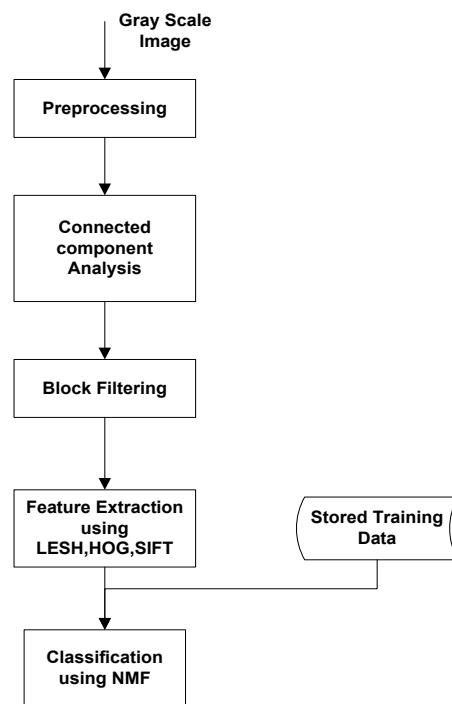 Gray Scale
Image
Preprocessing
Connected
component
Analysis
Block Filtering
Feature Extraction
using
LESH,HOG,SIFT
Stored Training
Data
Classification
using NMF